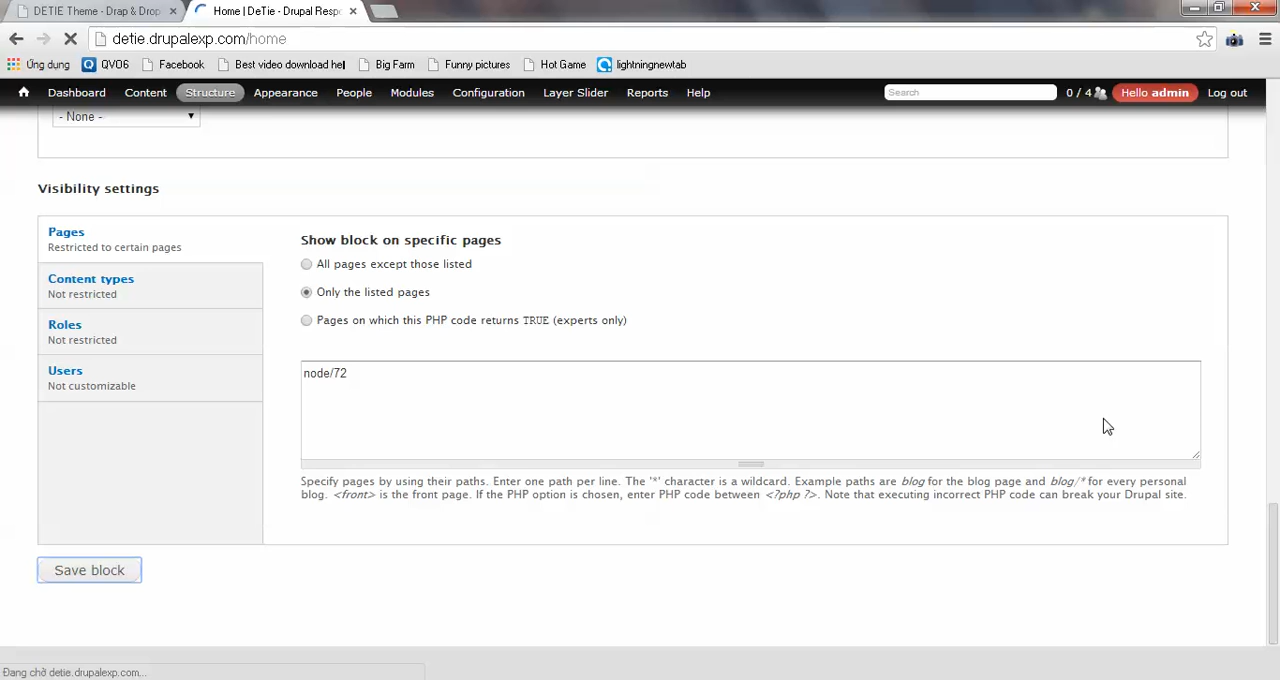 DETIE Theme - Drap & Drop
Home | DeTie - Drupal Resp
detie.drupalexp.com/home
Ứng dung QVO6 Facebook Best video download hel Big Farm Funny pictures Hot Game lightningnewtab
Dashboard Content Structure Appearance People Modules Configuration Layer Slider Reports Help Search 0 / 4 Hello admin Log out
- None -
Visibility settings
Pages
Restricted to certain pages
Content types
Not restricted
Roles
Not restricted
Users
Not customizable
Show block on specific pages
All pages except those listed
Only the listed pages
Pages on which this PHP code returns TRUE (experts only)
node/72
Specify pages by using their paths. Enter one path per line. The '*' character is a wildcard. Example paths are blog for the blog page and blog/* for every personal
blog. <front> is the front page. If the PHP option is chosen, enter PHP code between <?php ?>. Note that executing incorrect PHP code can break your Drupal site.
Save block
Đang chờ detie.drupalexp.com...